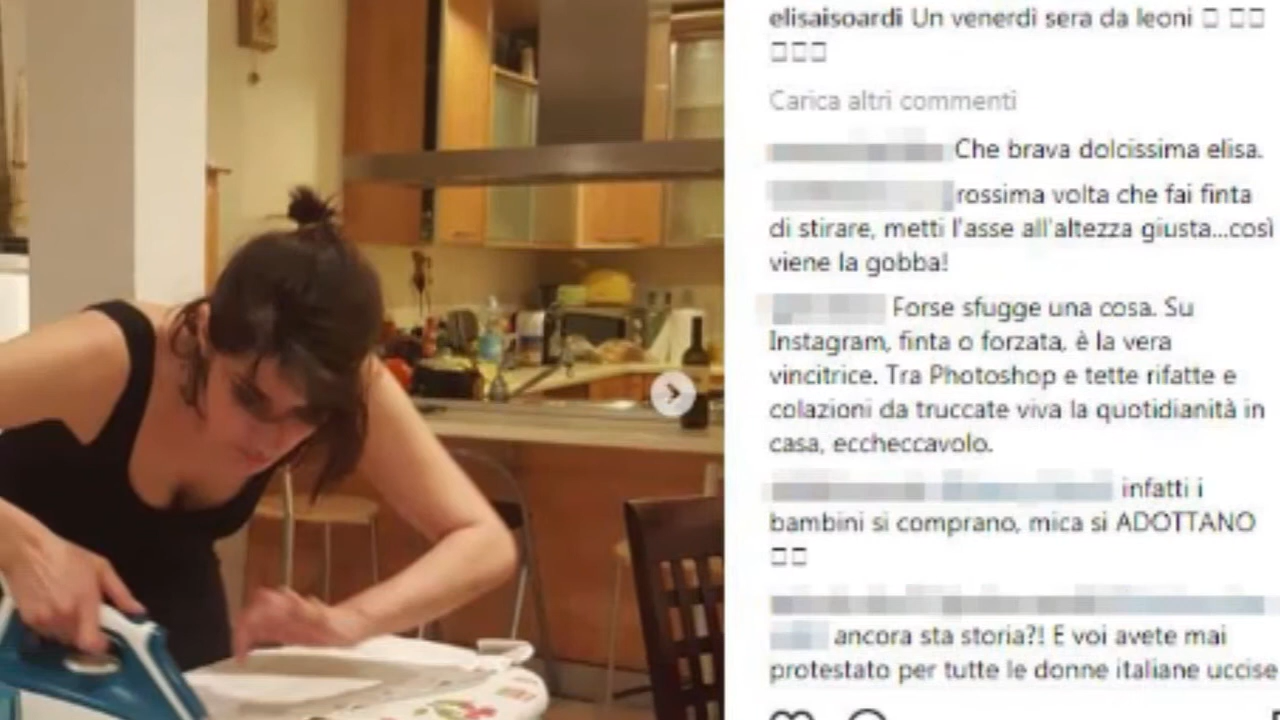 elisaisoardi Un venerdì sera da leoni
Carica altri commenti
Che brava dolcissima elisa.
rossima volta che fai finta
di stirare, metti l'asse all'altezza giusta...così
viene la gobba!
Forse sfugge una cosa. Su
Instagram, finta o forzata, è la vera
vincitrice. Tra Photoshop e tette rifatte e
colazioni da truccate viva la quotidianità in
casa, eccheccavolo.
infatti i
bambini si comprano, mica si ADOTTANO
ancora sta storia?! E voi avete mai
protestato per tutte le donne italiane uccise